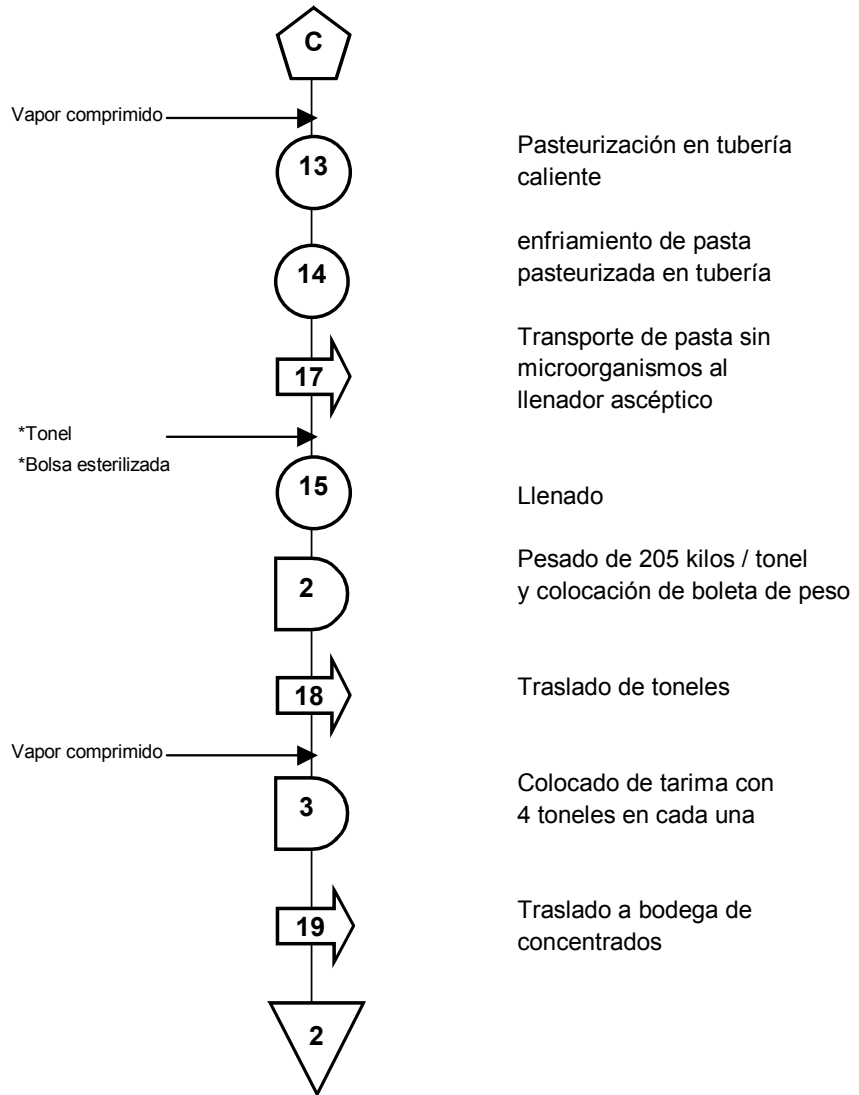 C
Vapor comprimido
13
Pasteurización en tubería
caliente
14
enfriamiento de pasta
pasteurizada en tubería
17
Transporte de pasta sin
microorganismos al
llenador ascéptico
*Tonel
*Bolsa esterilizada
15
Llenado
2
Pesado de 205 kilos / tonel
y colocación de boleta de peso
18
Traslado de toneles
Vapor comprimido
3
Colocado de tarima con
4 toneles en cada una
19
Traslado a bodega de
concentrados
2